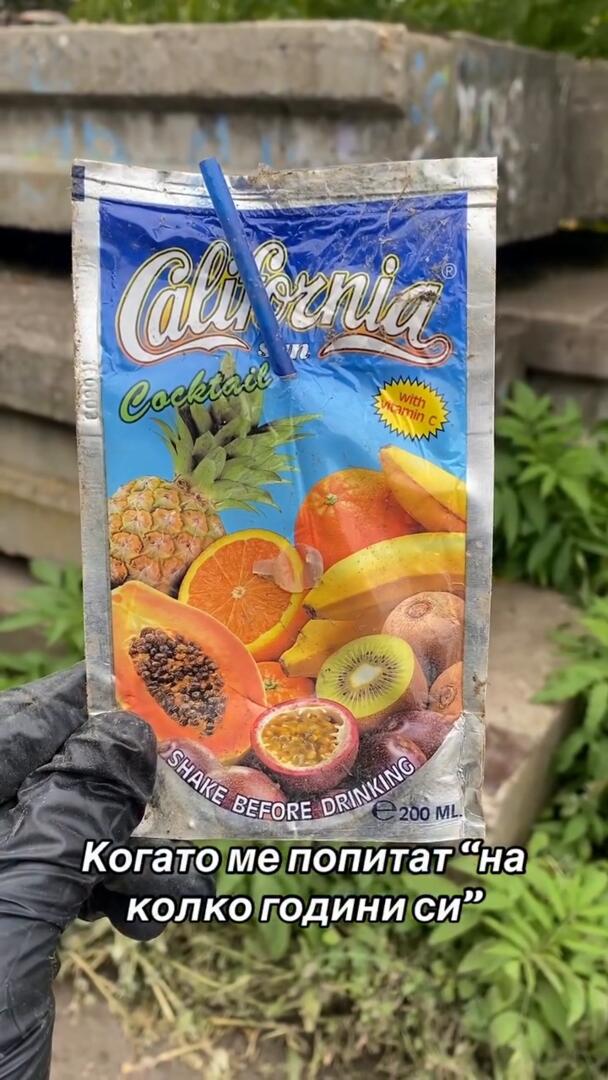 California®
sun
Cocktail
with
vitamin C
SHAKE BEFORE DRINKING
e 200 ML.
Когато ме попитат “на
колко години си”